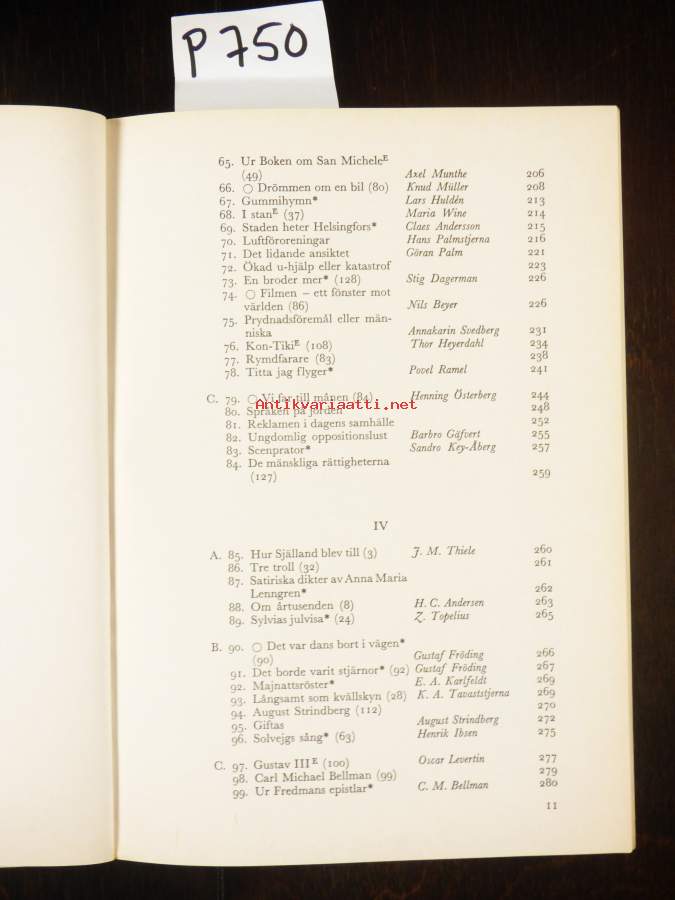 P 750
65. Ur Boken om San Michele^E
(49) Axel Munthe 206
66. ○ Drömmen om en bil (80) Knud Müller 208
67. Gummihymn* Lars Huldén 213
68. I stan^E (37) Maria Wine 214
69. Staden heter Helsingfors* Claes Andersson 215
70. Luftföroreningar Hans Palmstjerna 216
71. Det lidande ansiktet Göran Palm 221
72. Ökad u-hjälp eller katastrof 223
73. En broder mer* (128) Stig Dagerman 226
74. ○ Filmen – ett fönster mot
världen (86) Nils Beyer 226
75. Prydnadsföremål eller män-
niska Annakarin Svedberg 231
76. Kon-Tiki^E (108) Thor Heyerdahl 234
77. Rymdfarare (83) 238
78. Titta jag flyger* Povel Ramel 241
C. 79. ○ Vi far till månen (84) Henning Österberg 244
Antikvariaatti.net
80. Språken på jorden 248
81. Reklamen i dagens samhälle 252
82. Ungdomlig oppositionslust Barbro Gäfvert 255
83. Scenprator* Sandro Key-Åberg 257
84. De mänskliga rättigheterna
(127) 259
IV
A. 85. Hur Själland blev till (3) J. M. Thiele 260
86. Tre troll (32) 261
87. Satiriska dikter av Anna Maria
Lenngren* 262
88. Om årtusenden (8) H. C. Andersen 263
89. Sylvias julvisa* (24) Z. Topelius 265
B. 90. ○ Det var dans bort i vägen*
(90) Gustaf Fröding 266
91. Det borde varit stjärnor* (92) Gustaf Fröding 267
92. Majnattsröster* E. A. Karlfeldt 269
93. Långsamt som kvällskyn (28) K. A. Tavaststjerna 269
94. August Strindberg (112) 270
95. Giftas August Strindberg 272
96. Solvejgs sång* (63) Henrik Ibsen 275
C. 97. Gustav III^E (100) Oscar Levertin 277
98. Carl Michael Bellman (99) 279
99. Ur Fredmans epistlar* C. M. Bellman 280
11